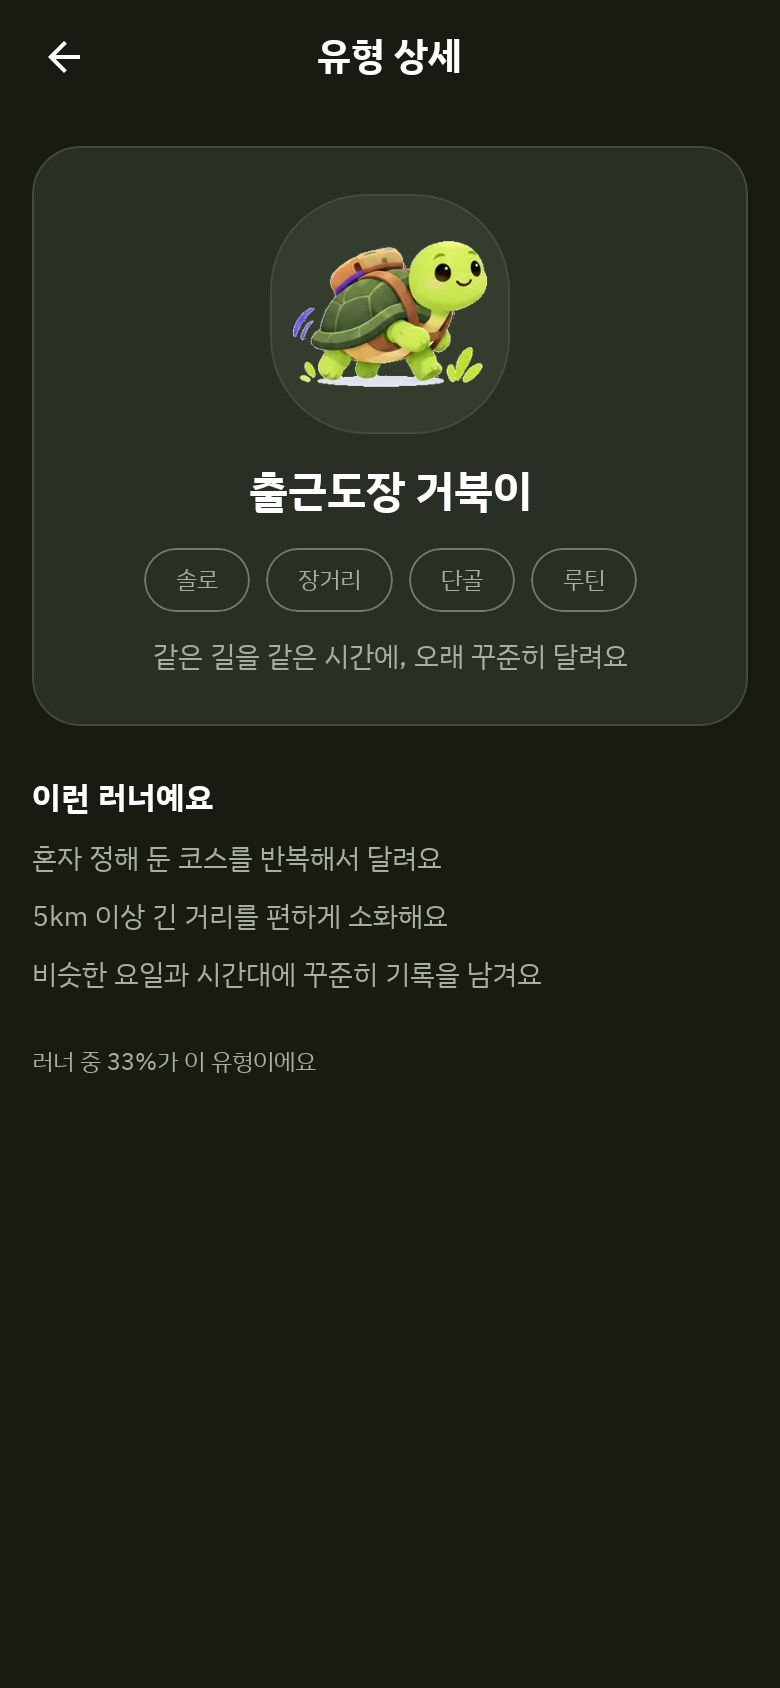 유형 상세
출근도장 거북이
솔로 장거리 단골 루틴
같은 길을 같은 시간에, 오래 꾸준히 달려요
이런 러너예요
혼자 정해 둔 코스를 반복해서 달려요
5km 이상 긴 거리를 편하게 소화해요
비슷한 요일과 시간대에 꾸준히 기록을 남겨요
러너 중 33%가 이 유형이에요